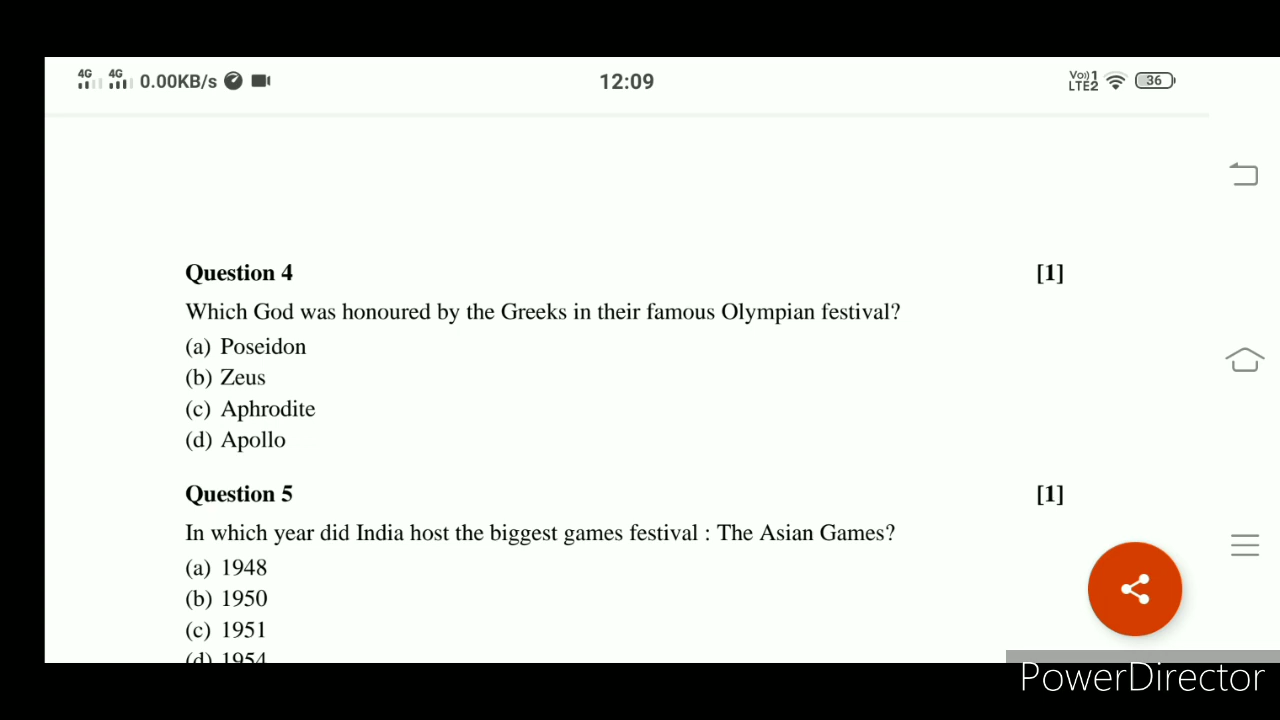 4G 4G 0.00KB/s 12:09 Vo)) 1 LTE2 36
Question 4 [1]
Which God was honoured by the Greeks in their famous Olympian festival?
(a) Poseidon
(b) Zeus
(c) Aphrodite
(d) Apollo
Question 5 [1]
In which year did India host the biggest games festival : The Asian Games?
(a) 1948
(b) 1950
(c) 1951
(d) 1954
PowerDirector